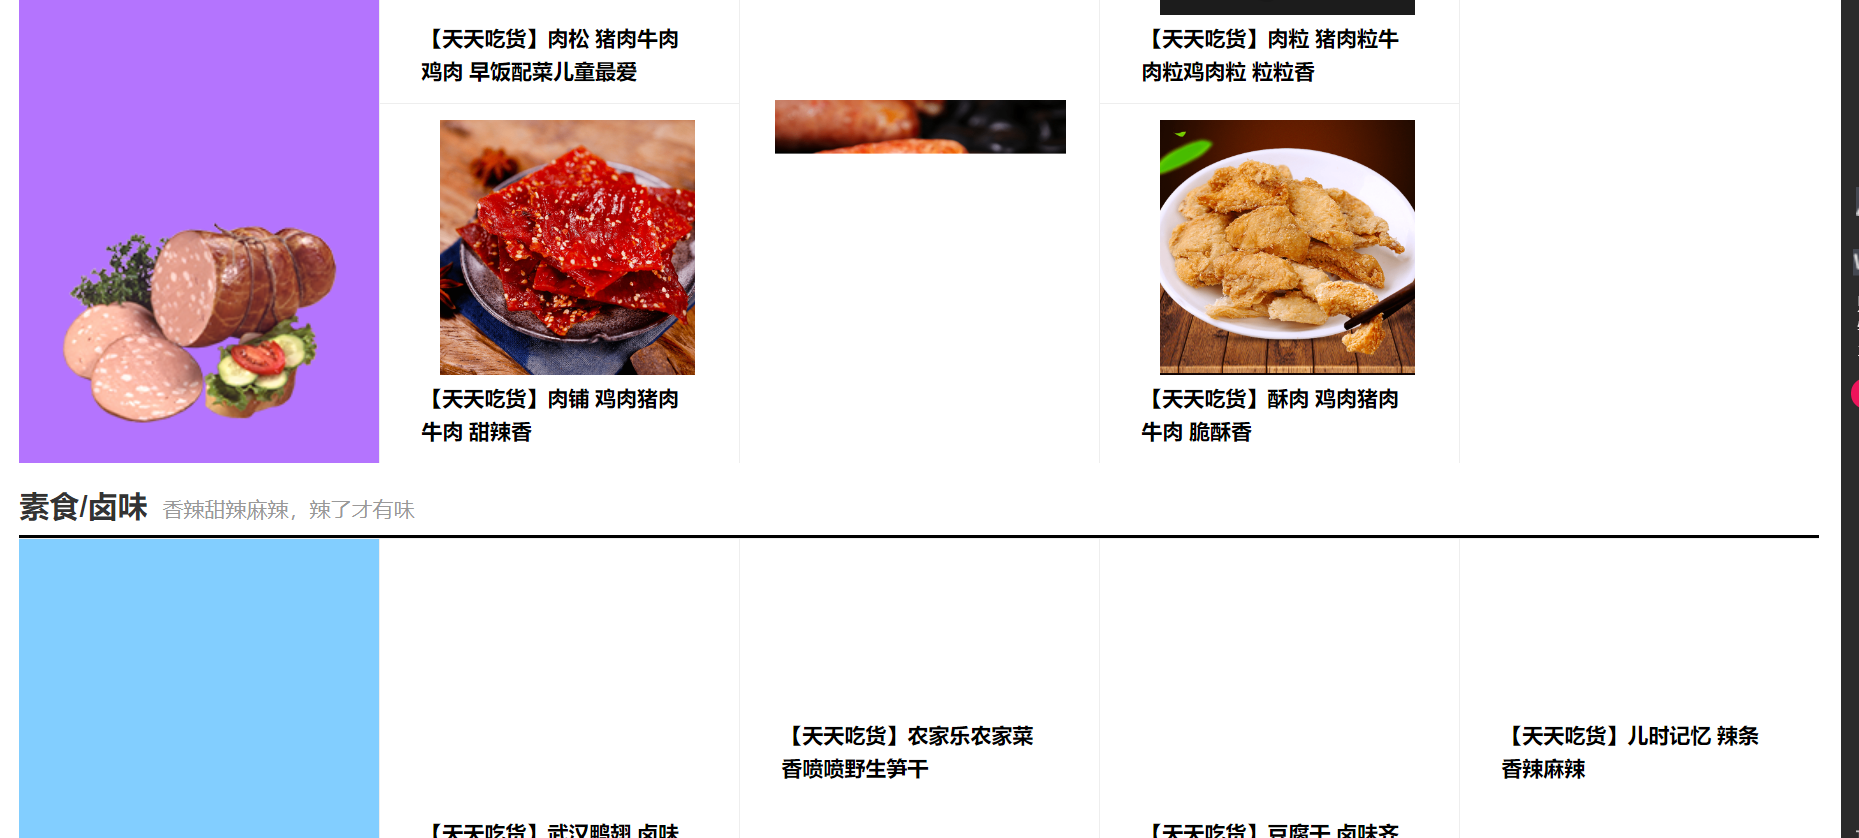 【天天吃货】肉松 猪肉牛肉
鸡肉 早饭配菜儿童最爱
【天天吃货】肉粒 猪肉粒牛
肉粒鸡肉粒 粒粒香
【天天吃货】肉铺 鸡肉猪肉
牛肉 甜辣香
【天天吃货】酥肉 鸡肉猪肉
牛肉 脆酥香
素食/卤味 香辣甜辣麻辣，辣了才有味
【天天吃货】农家乐农家菜
香喷喷野生笋干
【天天吃货】儿时记忆 辣条
香辣麻辣
【天天吃货】武汉鸭翅 卤味
【天天吃货】豆腐干 卤味齐